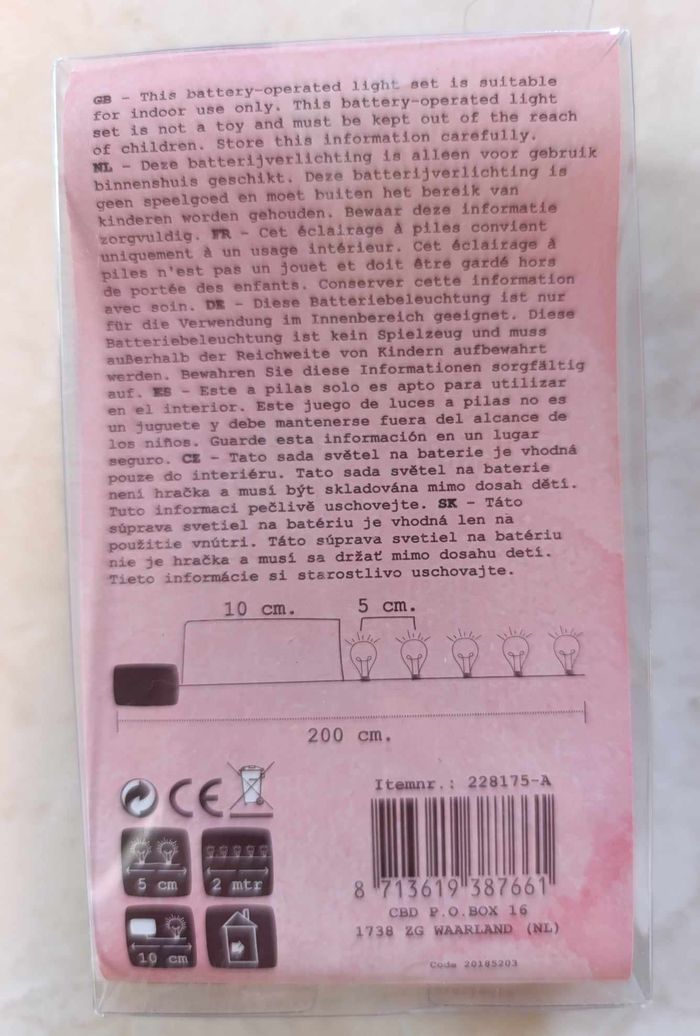 GB - This battery-operated light set is suitable
for indoor use only. This battery-operated light
set is not a toy and must be kept out of the reach
of children. Store this information carefully.
NL - Deze batterijverlichting is alleen voor gebruik
binnenshuis geschikt. Deze batterijverlichting is
geen speelgoed en moet buiten het bereik van
kinderen worden gehouden. Bewaar deze informatie
zorgvuldig. FR - Cet éclairage à piles convient
uniquement à un usage intérieur. Cet éclairage à
piles n'est pas un jouet et doit être gardé hors
de portée des enfants. Conserver cette information
avec soin. DE - Diese Batteriebeleuchtung ist nur
für die Verwendung im Innenbereich geeignet. Diese
Batteriebeleuchtung ist kein Spielzeug und muss
außerhalb der Reichweite von Kindern aufbewahrt
werden. Bewahren Sie diese Informationen sorgfältig
auf. ES - Este a pilas solo es apto para utilizar
en el interior. Este juego de luces a pilas no es
un juguete y debe mantenerse fuera del alcance de
los niños. Guarde esta información en un lugar
seguro. CZ - Tato sada světel na baterie je vhodná
pouze do interiéru. Tato sada světel na baterie
není hračka a musí být skladována mimo dosah dětí.
Tuto informaci pečlivě uschovejte. SK - Táto
súprava svetiel na batériu je vhodná len na
použitie vnútri. Táto súprava svetiel na batériu
nie je hračka a musí sa držať mimo dosahu detí.
Tieto informácie si starostlivo uschovajte.
10 cm. 5 cm.
200 cm.
CE
Itemnr.: 228175-A
5 cm 2 mtr
8 713619 387661
CBD P.O.BOX 16
1738 ZG WAARLAND (NL)
10 cm
Code 20185203